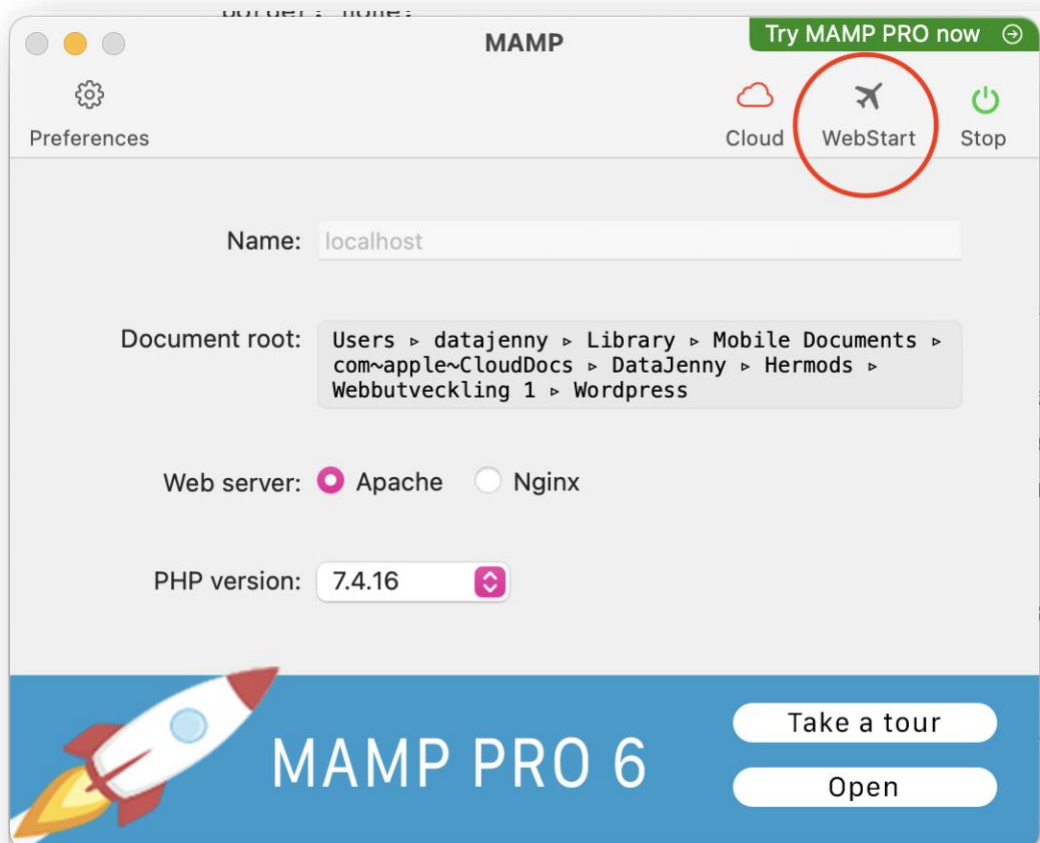 MAMP
Try MAMP PRO now
Preferences
Cloud
WebStart
Stop
Name: localhost
Document root: Users ▹ datajenny ▹ Library ▹ Mobile Documents ▹
com~apple~CloudDocs ▹ DataJenny ▹ Hermods ▹
Webbutveckling 1 ▹ Wordpress
Web server: Apache Nginx
PHP version: 7.4.16
MAMP PRO 6
Take a tour
Open